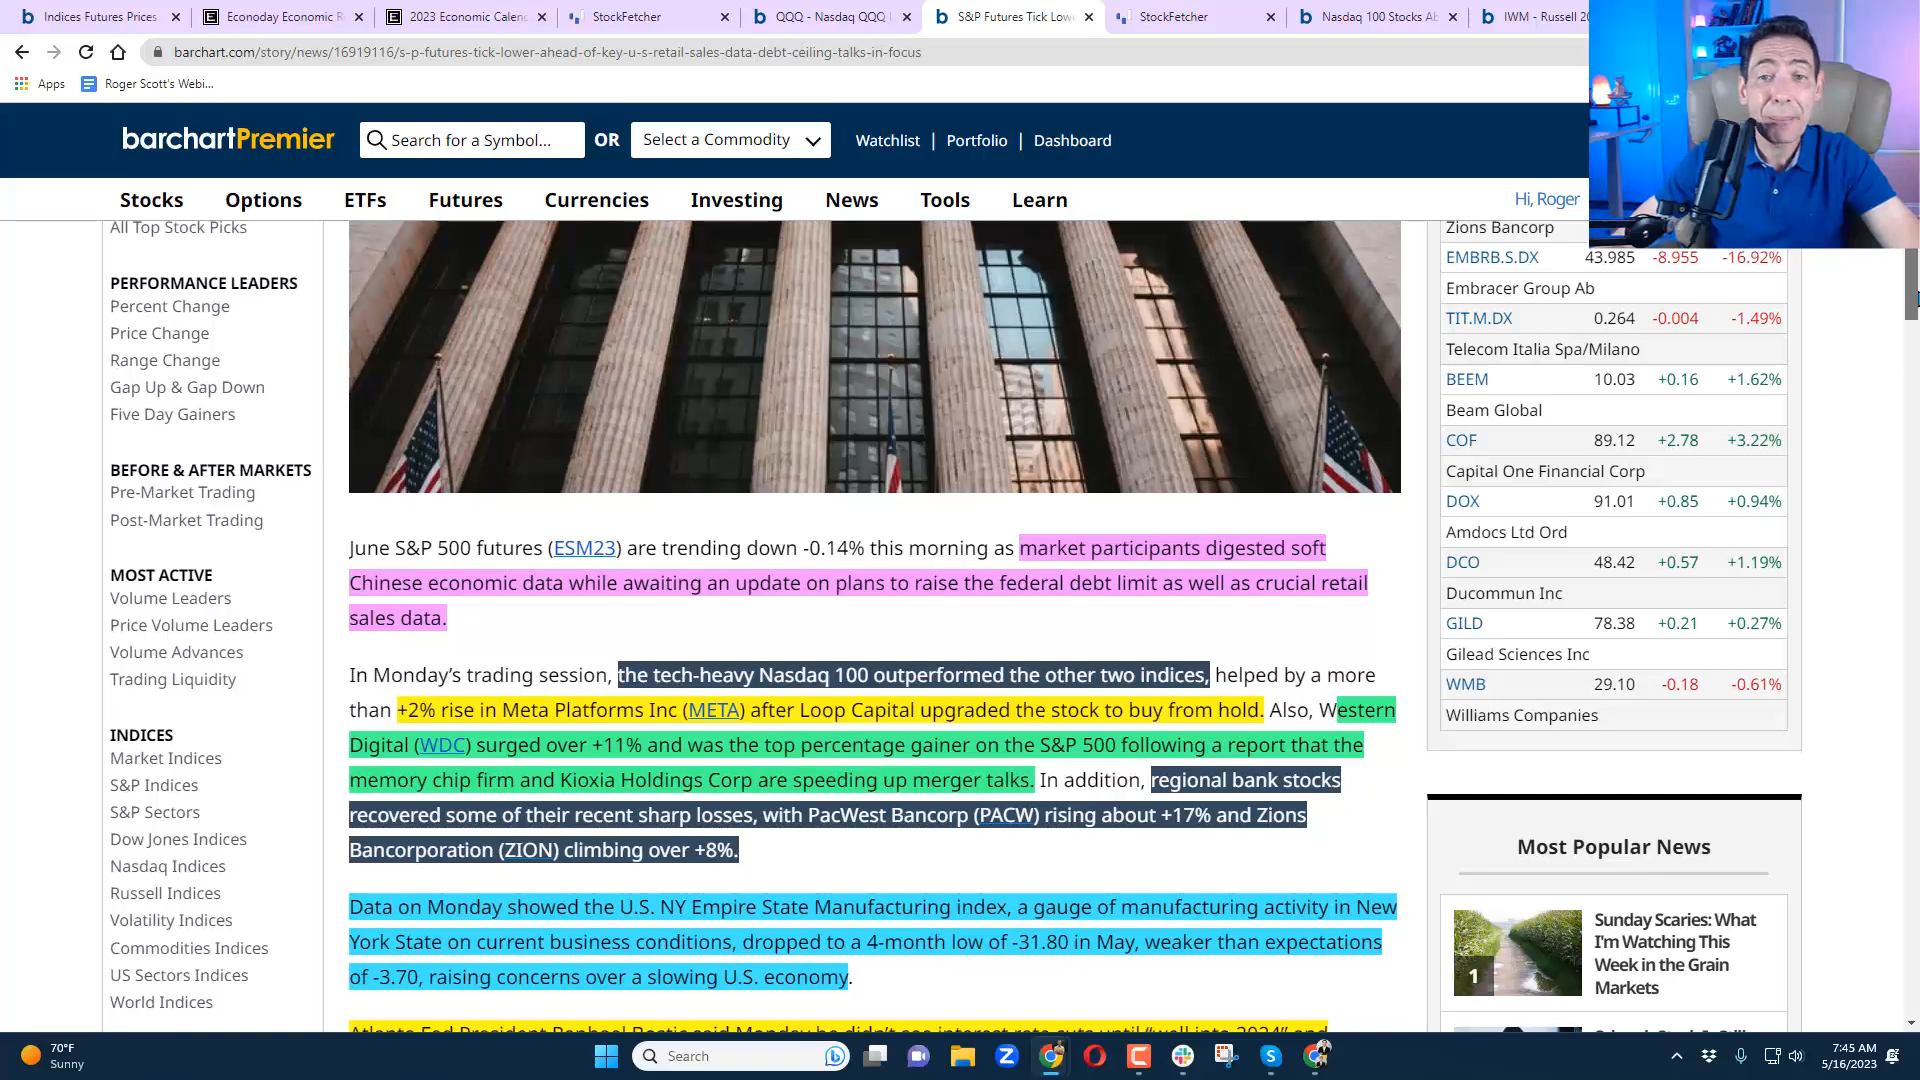 Indices Futures Prices
Econoday Economic R
2023 Economic Calen
StockFetcher
QQQ - Nasdaq QQQ
S&P Futures Tick Low
StockFetcher
Nasdaq 100 Stocks Ab
IWM - Russell 20
barchart.com/story/news/16919116/s-p-futures-tick-lower-ahead-of-key-u-s-retail-sales-data-debt-ceiling-talks-in-focus
Apps
Roger Scott's Webi...
barchartPremier
Search for a Symbol...
OR
Select a Commodity
Watchlist | Portfolio | Dashboard
Stocks Options ETFs Futures Currencies Investing News Tools Learn
Hi, Roger
All Top Stock Picks
PERFORMANCE LEADERS
Percent Change
Price Change
Range Change
Gap Up & Gap Down
Five Day Gainers
BEFORE & AFTER MARKETS
Pre-Market Trading
Post-Market Trading
MOST ACTIVE
Volume Leaders
Price Volume Leaders
Volume Advances
Trading Liquidity
INDICES
Market Indices
S&P Indices
S&P Sectors
Dow Jones Indices
Nasdaq Indices
Russell Indices
Volatility Indices
Commodities Indices
US Sectors Indices
World Indices
June S&P 500 futures (ESM23) are trending down -0.14% this morning as market participants digested soft
Chinese economic data while awaiting an update on plans to raise the federal debt limit as well as crucial retail
sales data.
In Monday's trading session, the tech-heavy Nasdaq 100 outperformed the other two indices, helped by a more
than +2% rise in Meta Platforms Inc (META) after Loop Capital upgraded the stock to buy from hold. Also, Western
Digital (WDC) surged over +11% and was the top percentage gainer on the S&P 500 following a report that the
memory chip firm and Kioxia Holdings Corp are speeding up merger talks. In addition, regional bank stocks
recovered some of their recent sharp losses, with PacWest Bancorp (PACW) rising about +17% and Zions
Bancorporation (ZION) climbing over +8%.
Data on Monday showed the U.S. NY Empire State Manufacturing index, a gauge of manufacturing activity in New
York State on current business conditions, dropped to a 4-month low of -31.80 in May, weaker than expectations
of -3.70, raising concerns over a slowing U.S. economy.
Atlanta Fed President Raphael Bostic said Monday he didn't see interest rate cuts until "well into 2024" and
Zions Bancorp
EMBRB.S.DX 43.985 -8.955 -16.92%
Embracer Group Ab
TIT.M.DX 0.264 -0.004 -1.49%
Telecom Italia Spa/Milano
BEEM 10.03 +0.16 +1.62%
Beam Global
COF 89.12 +2.78 +3.22%
Capital One Financial Corp
DOX 91.01 +0.85 +0.94%
Amdocs Ltd Ord
DCO 48.42 +0.57 +1.19%
Ducommun Inc
GILD 78.38 +0.21 +0.27%
Gilead Sciences Inc
WMB 29.10 -0.18 -0.61%
Williams Companies
Most Popular News
1
Sunday Scaries: What
I'm Watching This
Week in the Grain
Markets
70°F
Sunny
Search
7:45 AM
5/16/2023